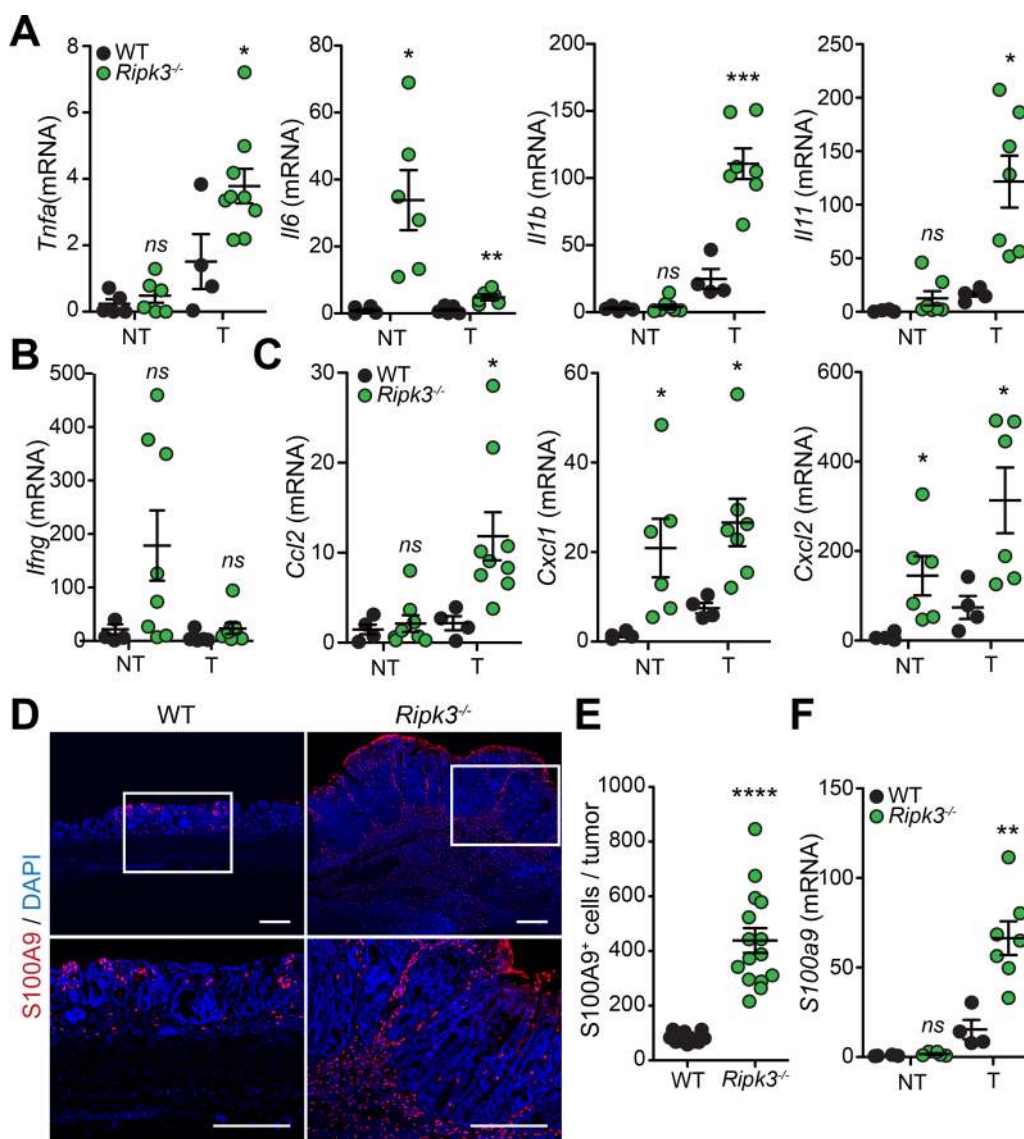 A
WT
Ripk3-/-
Tnfa(mRNA)
8
6
4
2
0
*
ns
NT
T
Il6 (mRNA)
60
40
20
0
*
**
NT
T
Il1b (mRNA)
200
150
100
50
0
***
ns
NT
T
Il11 (mRNA)
250
200
150
100
50
0
*
ns
NT
T
B
Ifng (mRNA)
500
400
300
200
100
0
ns
ns
NT
T
C
WT
Ripk3-/-
Ccl2 (mRNA)
30
20
10
0
*
ns
NT
T
Cxcl1 (mRNA)
60
40
20
0
*
*
NT
T
Cxcl2 (mRNA)
600
400
200
0
*
*
NT
T
D
WT
Ripk3-/-
S100A9 / DAPI
E
S100A9+ cells / tumor
1000
800
600
400
200
0
****
WT
Ripk3-/-
F
WT
Ripk3-/-
S100a9 (mRNA)
150
100
50
0
**
ns
NT
T